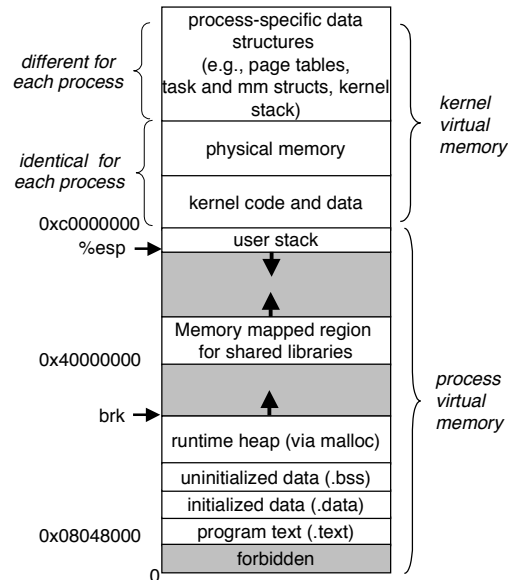 process-specific data
structures
(e.g., page tables,
task and mm structs, kernel
stack)
different for
each process
kernel
virtual
memory
physical memory
identical for
each process
kernel code and data
0xc0000000
user stack
%esp
Memory mapped region
for shared libraries
0x40000000
process
virtual
memory
brk
runtime heap (via malloc)
uninitialized data (.bss)
initialized data (.data)
program text (.text)
0x08048000
forbidden
0